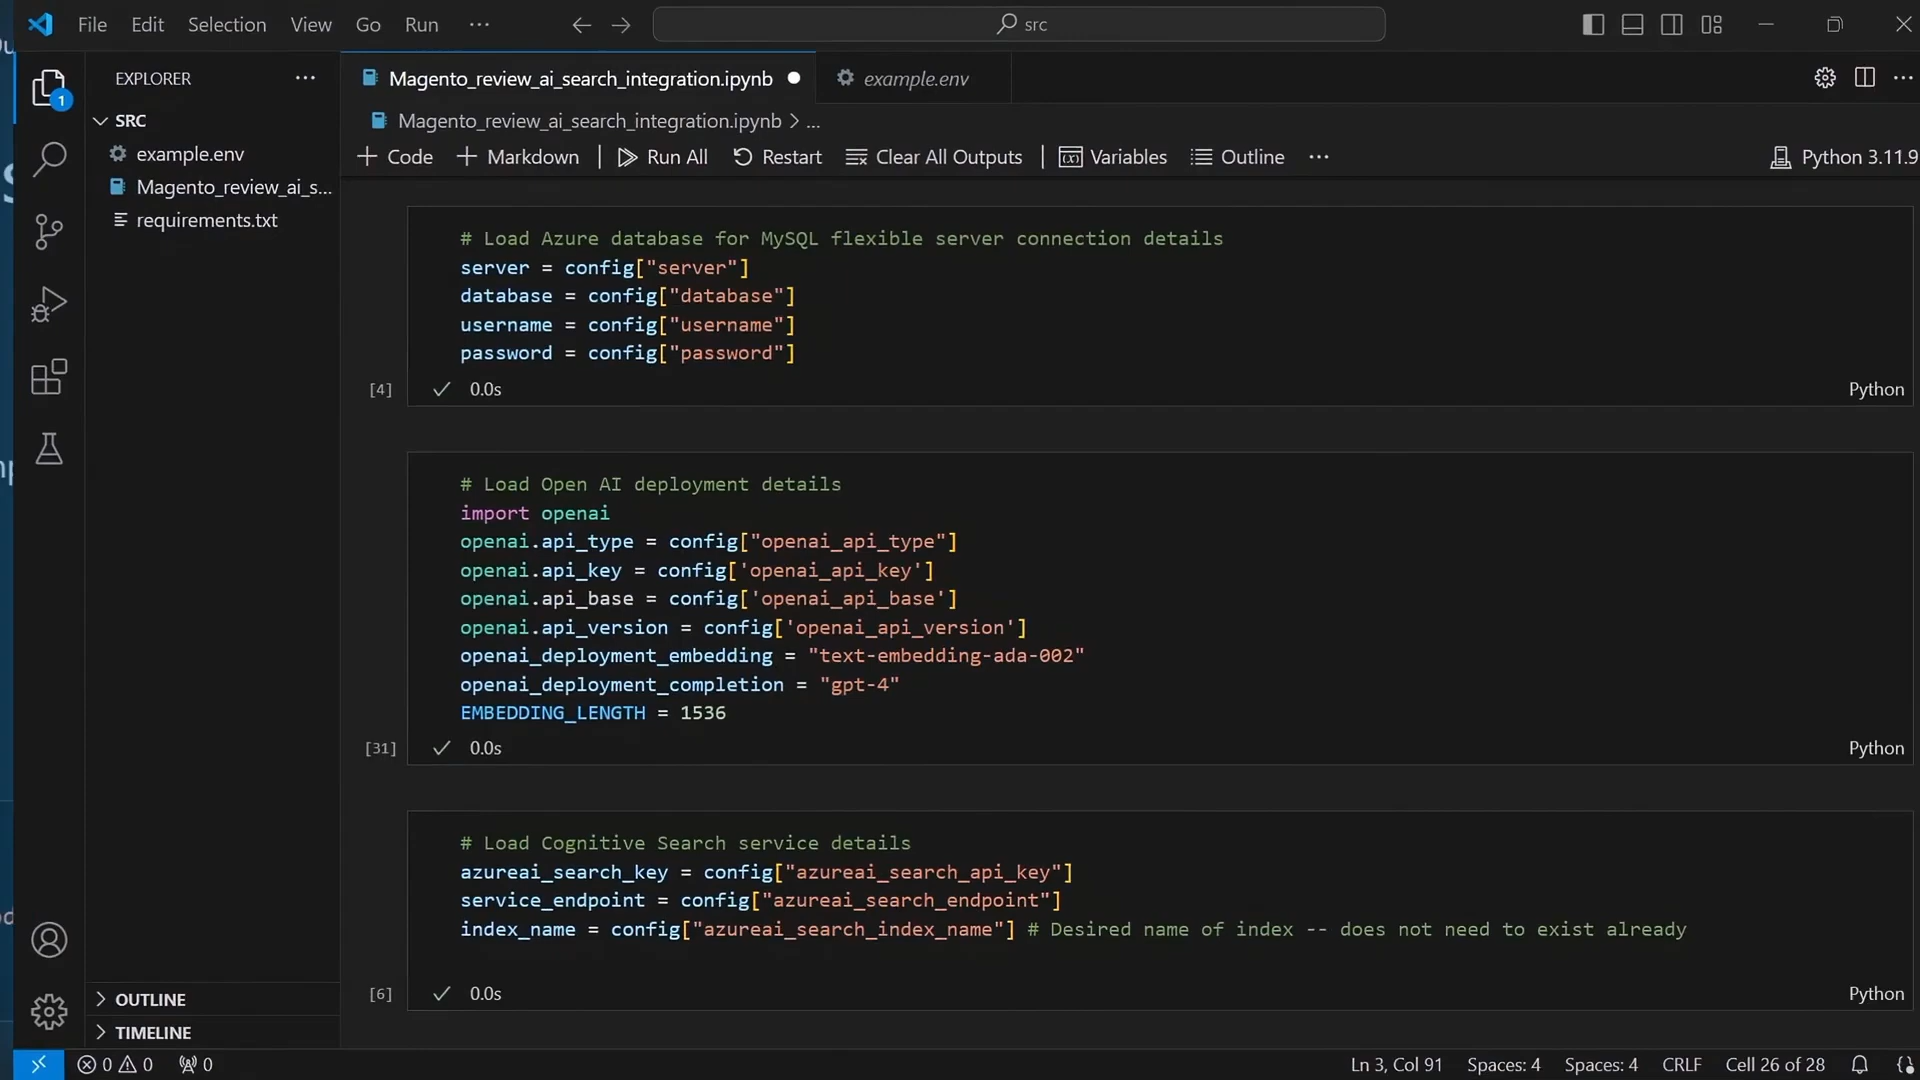 File Edit Selection View Go Run ···
src
EXPLORER ···
Magento_review_ai_search_integration.ipynb
example.env
1
SRC
example.env
Magento_review_ai_s...
requirements.txt
Magento_review_ai_search_integration.ipynb > ...
+ Code + Markdown Run All Restart Clear All Outputs Variables Outline ··· Python 3.11.9
# Load Azure database for MySQL flexible server connection details
server = config["server"]
database = config["database"]
username = config["username"]
password = config["password"]
[4] ✓ 0.0s Python
# Load Open AI deployment details
import openai
openai.api_type = config["openai_api_type"]
openai.api_key = config['openai_api_key']
openai.api_base = config['openai_api_base']
openai.api_version = config['openai_api_version']
openai_deployment_embedding = "text-embedding-ada-002"
openai_deployment_completion = "gpt-4"
EMBEDDING_LENGTH = 1536
[31] ✓ 0.0s Python
# Load Cognitive Search service details
azureai_search_key = config["azureai_search_api_key"]
service_endpoint = config["azureai_search_endpoint"]
index_name = config["azureai_search_index_name"] # Desired name of index -- does not need to exist already
[6] ✓ 0.0s Python
OUTLINE
TIMELINE
0 0 0 Ln 3, Col 91 Spaces: 4 Spaces: 4 CRLF Cell 26 of 28